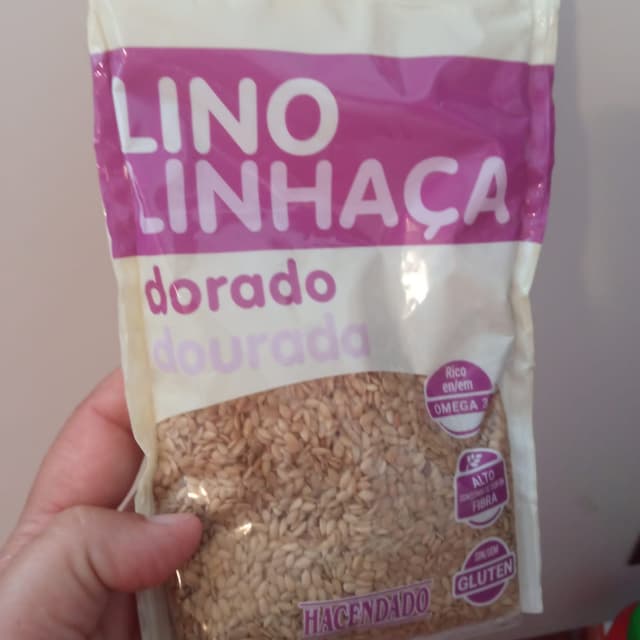 LINO
LINHAÇA
dorado
dourada
Rico
en/em
OMEGA 3
ALTO
FIBRA
SIN/SEM
GLUTEN
HACENDADO